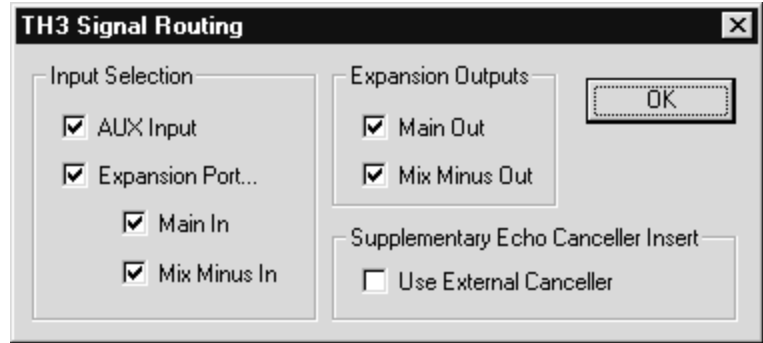 TH3 Signal Routing
Input Selection
AUX Input
Expansion Port...
Main In
Mix Minus In
Expansion Outputs
Main Out
Mix Minus Out
OK
Supplementary Echo Canceller Insert
Use External Canceller